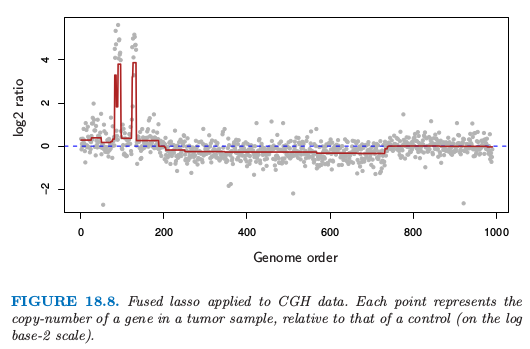 4
2
0
−2
log2 ratio
0 200 400 600 800 1000
Genome order
FIGURE 18.8. Fused lasso applied to CGH data. Each point represents the
copy-number of a gene in a tumor sample, relative to that of a control (on the log
base-2 scale).